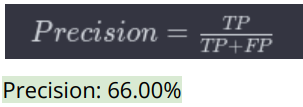 Precision = TP / TP+FP
Precision: 66.00%